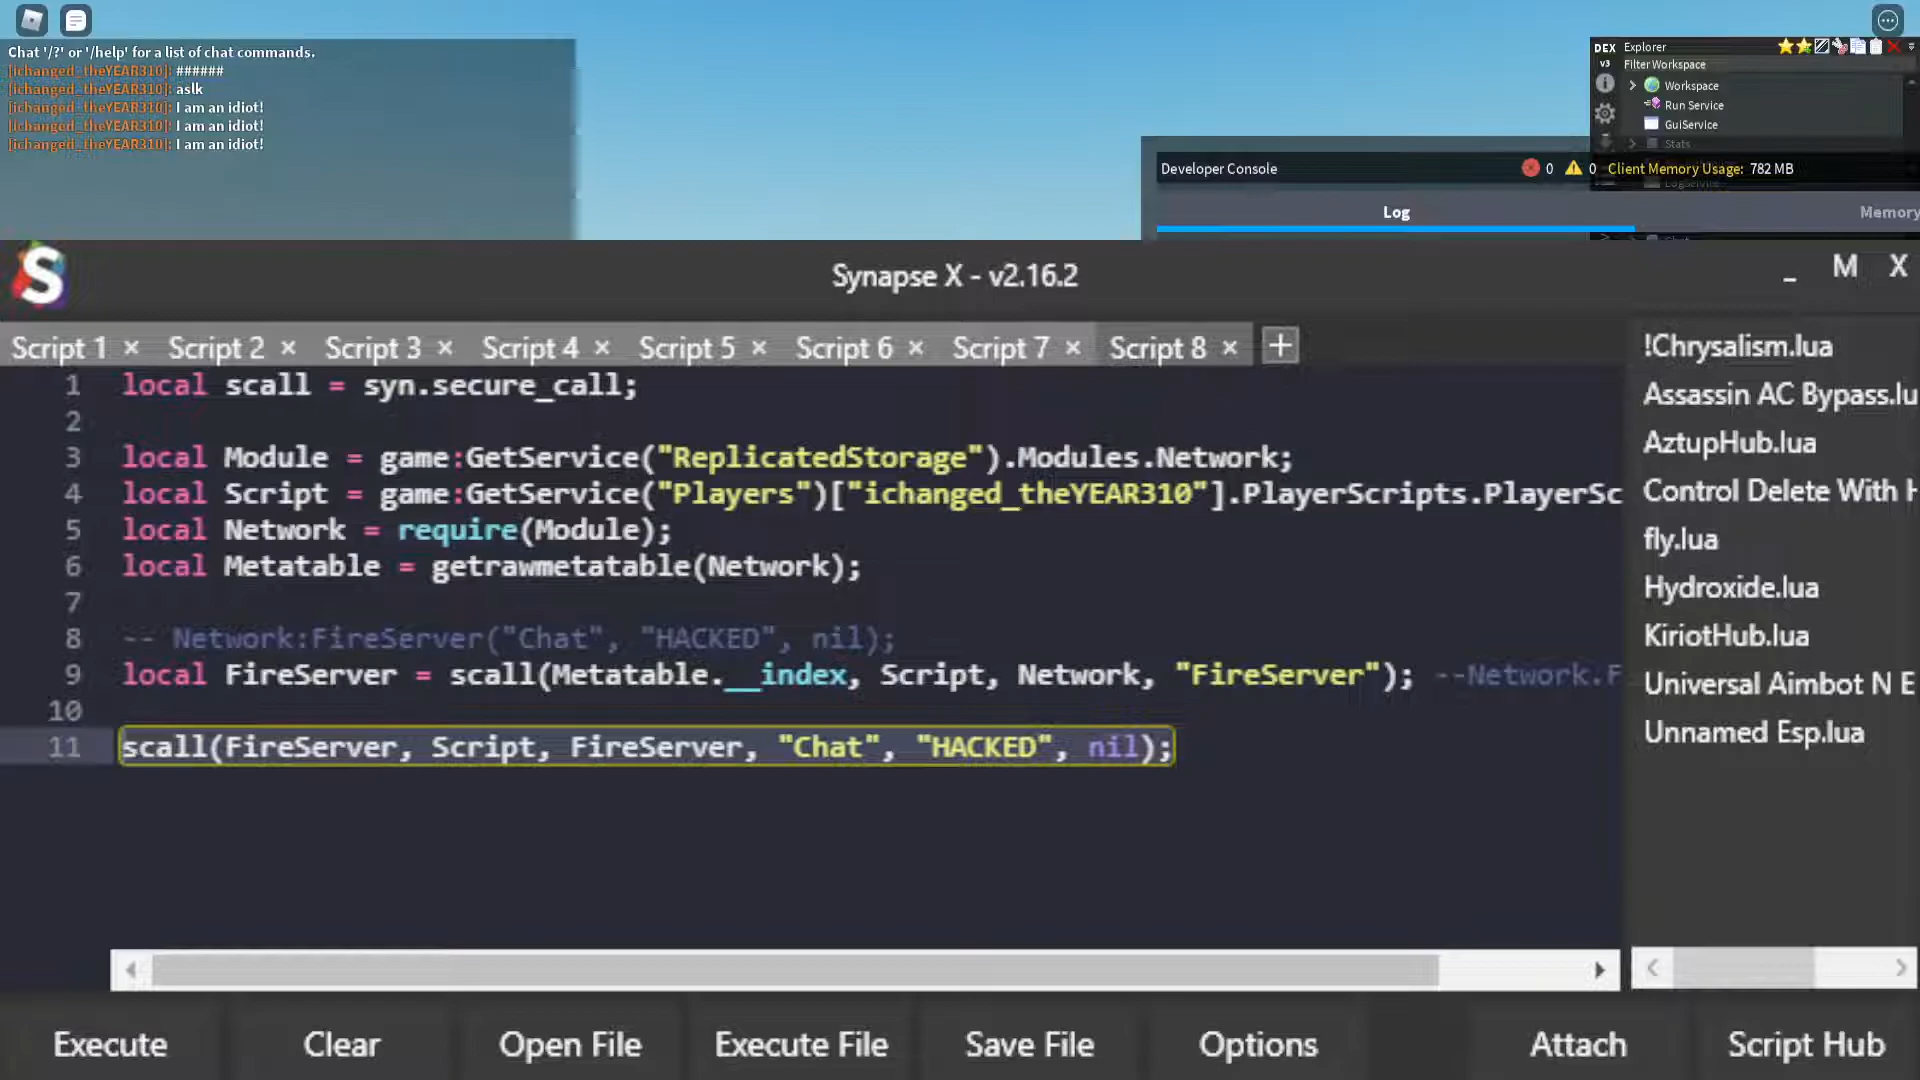 Chat '/?' or '/help' for a list of chat commands.
[ichanged_theYEAR310]: ######
[ichanged_theYEAR310]: aslk
[ichanged_theYEAR310]: I am an idiot!
[ichanged_theYEAR310]: I am an idiot!
[ichanged_theYEAR310]: I am an idiot!
DEX Explorer
v3 Filter Workspace
Workspace
Run Service
GuiService
Stats
Developer Console 0 0 Client Memory Usage: 782 MB
Log Memory
S Synapse X - v2.16.2 _ M X
Script 1 × Script 2 × Script 3 × Script 4 × Script 5 × Script 6 × Script 7 × Script 8 × +
1 local scall = syn.secure_call;
2
3 local Module = game:GetService("ReplicatedStorage").Modules.Network;
4 local Script = game:GetService("Players")["ichanged_theYEAR310"].PlayerScripts.PlayerSc
5 local Network = require(Module);
6 local Metatable = getrawmetatable(Network);
7
8 -- Network:FireServer("Chat", "HACKED", nil);
9 local FireServer = scall(Metatable.__index, Script, Network, "FireServer"); --Network.F
10
11 scall(FireServer, Script, FireServer, "Chat", "HACKED", nil);
!Chrysalism.lua
Assassin AC Bypass.lu
AztupHub.lua
Control Delete With
fly.lua
Hydroxide.lua
KiriotHub.lua
Universal Aimbot N E
Unnamed Esp.lua
Execute Clear Open File Execute File Save File Options Attach Script Hub